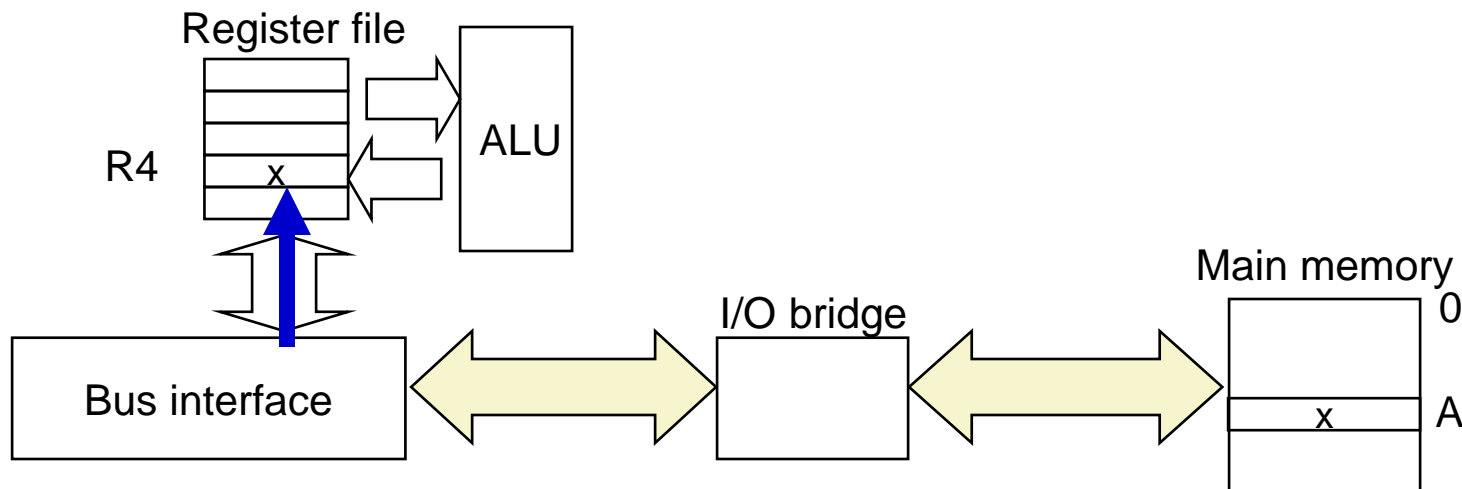 Register file
ALU
R4
x
Main memory
0
I/O bridge
Bus interface
x
A